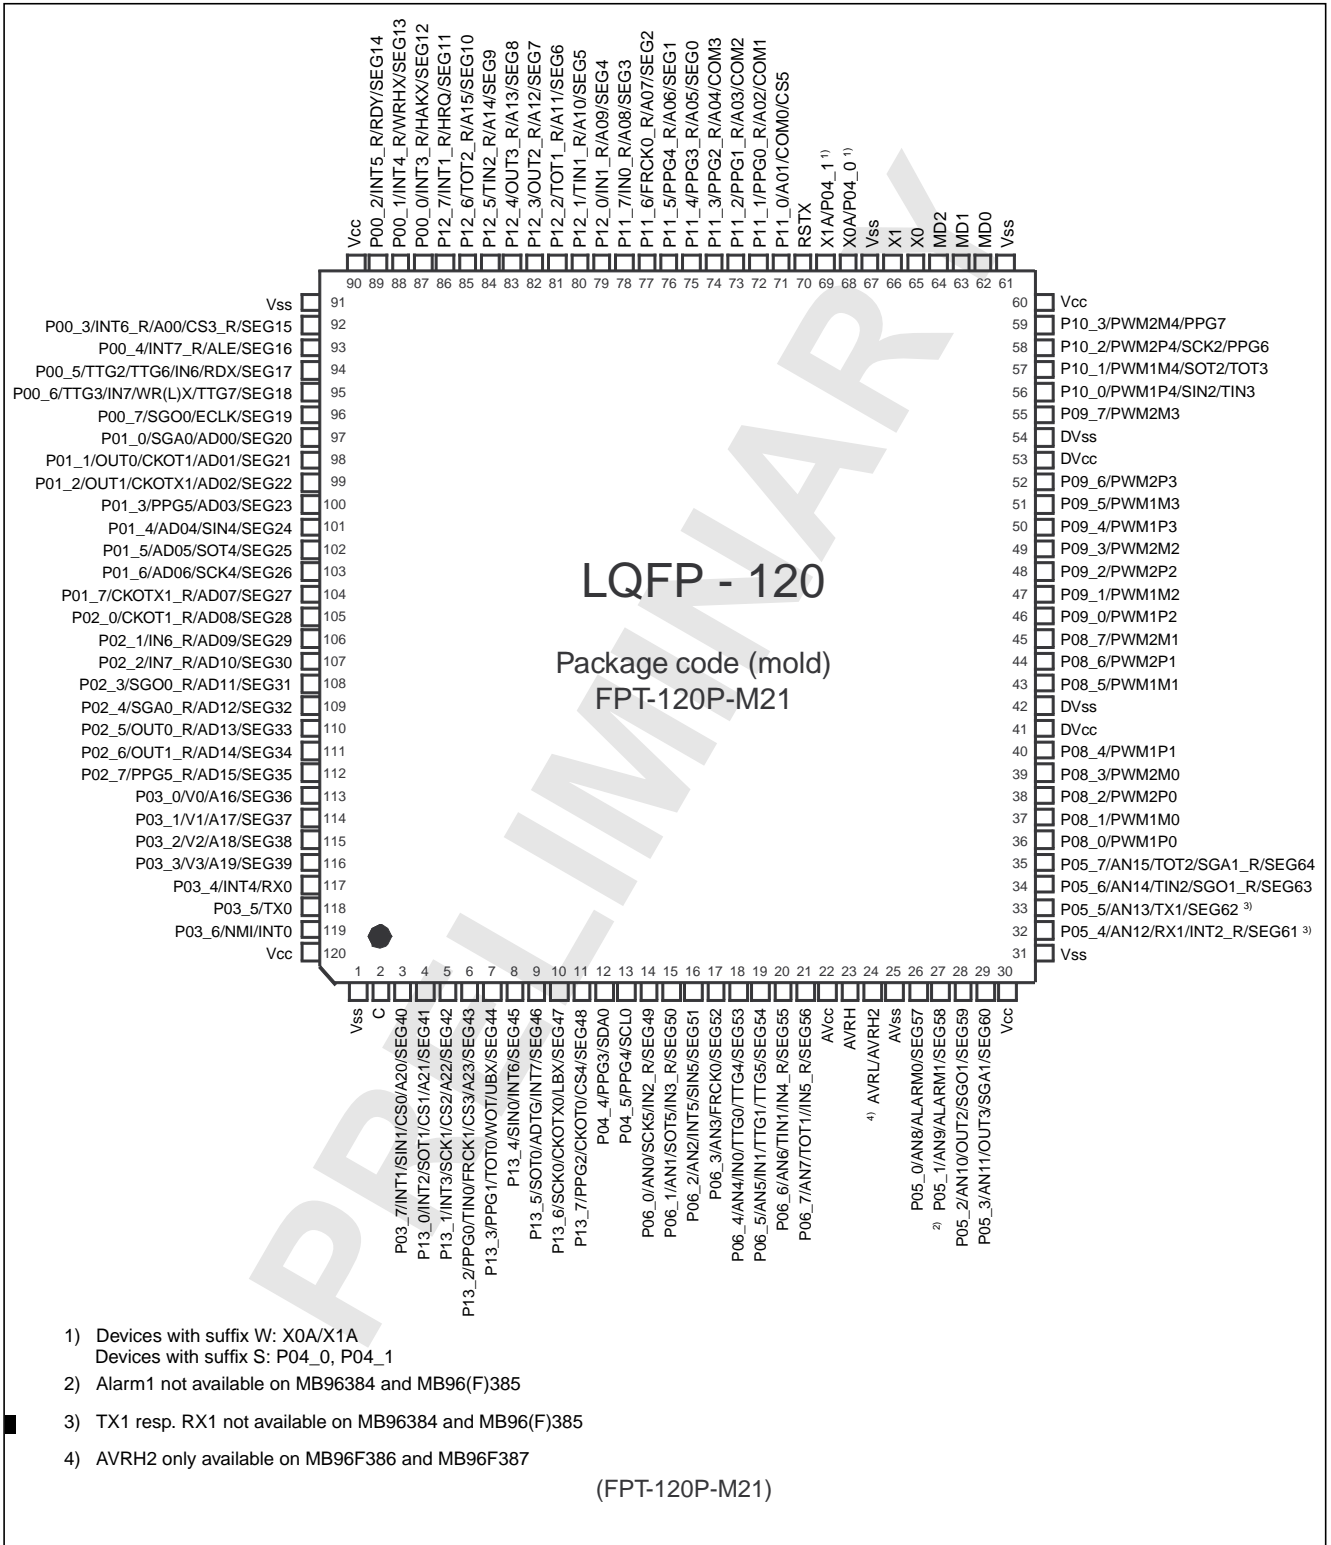 P00_2/INT5_R/RDY/SEG14
P00_1/INT4_R/WRHX/SEG13
P00_0/INT3_R/HAKX/SEG12
P12_7/INT1_R/HRQ/SEG11
P12_6/TOT2_R/A15/SEG10
P12_5/TIN2_R/A14/SEG9
P12_4/OUT3_R/A13/SEG8
P12_3/OUT2_R/A12/SEG7
P12_2/TOT1_R/A11/SEG6
P12_1/TIN1_R/A10/SEG5
P12_0/IN1_R/A09/SEG4
P11_7/IN0_R/A08/SEG3
P11_6/FRCK0_R/A07/SEG2
P11_5/PPG4_R/A06/SEG1
P11_4/PPG3_R/A05/SEG0
P11_3/PPG2_R/A04/COM3
P11_2/PPG1_R/A03/COM2
P11_1/PPG0_R/A02/COM1
P11_0/A01/COM0/CS5
RSTX
X1A/P04_1 1)
X0A/P04_0 1)
Vss
X1
X0
MD2
MD1
MD0
Vss
Vcc
90 89 88 87 86 85 84 83 82 81 80 79 78 77 76 75 74 73 72 71 70 69 68 67 66 65 64 63 62 61
Vss 91
P00_3/INT6_R/A00/CS3_R/SEG15 92
P00_4/INT7_R/ALE/SEG16 93
P00_5/TTG2/TTG6/IN6/RDX/SEG17 94
P00_6/TTG3/IN7/WR(L)X/TTG7/SEG18 95
P00_7/SGO0/ECLK/SEG19 96
P01_0/SGA0/AD00/SEG20 97
P01_1/OUT0/CKOT1/AD01/SEG21 98
P01_2/OUT1/CKOTX1/AD02/SEG22 99
P01_3/PPG5/AD03/SEG23 100
P01_4/AD04/SIN4/SEG24 101
P01_5/AD05/SOT4/SEG25 102
P01_6/AD06/SCK4/SEG26 103
P01_7/CKOTX1_R/AD07/SEG27 104
P02_0/CKOT1_R/AD08/SEG28 105
P02_1/IN6_R/AD09/SEG29 106
P02_2/IN7_R/AD10/SEG30 107
P02_3/SGO0_R/AD11/SEG31 108
P02_4/SGA0_R/AD12/SEG32 109
P02_5/OUT0_R/AD13/SEG33 110
P02_6/OUT1_R/AD14/SEG34 111
P02_7/PPG5_R/AD15/SEG35 112
P03_0/V0/A16/SEG36 113
P03_1/V1/A17/SEG37 114
P03_2/V2/A18/SEG38 115
P03_3/V3/A19/SEG39 116
P03_4/INT4/RX0 117
P03_5/TX0 118
P03_6/NMI/INT0 119
Vcc 120
60 Vcc
59 P10_3/PWM2M4/PPG7
58 P10_2/PWM2P4/SCK2/PPG6
57 P10_1/PWM1M4/SOT2/TOT3
56 P10_0/PWM1P4/SIN2/TIN3
55 P09_7/PWM2M3
54 DVss
53 DVcc
52 P09_6/PWM2P3
51 P09_5/PWM1M3
50 P09_4/PWM1P3
49 P09_3/PWM2M2
48 P09_2/PWM2P2
47 P09_1/PWM1M2
46 P09_0/PWM1P2
45 P08_7/PWM2M1
44 P08_6/PWM2P1
43 P08_5/PWM1M1
42 DVss
41 DVcc
40 P08_4/PWM1P1
39 P08_3/PWM2M0
38 P08_2/PWM2P0
37 P08_1/PWM1M0
36 P08_0/PWM1P0
35 P05_7/AN15/TOT2/SGA1_R/SEG64
34 P05_6/AN14/TIN2/SGO1_R/SEG63
33 P05_5/AN13/TX1/SEG62 3)
32 P05_4/AN12/RX1/INT2_R/SEG61 3)
31 Vss
LQFP - 120
Package code (mold)
FPT-120P-M21
PRELIMINARY
1 2 3 4 5 6 7 8 9 10 11 12 13 14 15 16 17 18 19 20 21 22 23 24 25 26 27 28 29 30
Vss
C
P03_7/INT1/SIN1/CS0/A20/SEG40
P13_0/INT2/SOT1/CS1/A21/SEG41
P13_1/INT3/SCK1/CS2/A22/SEG42
P13_2/PPG0/TIN0/FRCK1/CS3/A23/SEG43
P13_3/PPG1/TOT0/WOT/UBX/SEG44
P13_4/SIN0/INT6/SEG45
P13_5/SOT0/ADTG/INT7/SEG46
P13_6/SCK0/CKOTX0/LBX/SEG47
P13_7/PPG2/CKOT0/CS4/SEG48
P04_4/PPG3/SDA0
P04_5/PPG4/SCL0
P06_0/AN0/SCK5/IN2_R/SEG49
P06_1/AN1/SOT5/IN3_R/SEG50
P06_2/AN2/INT5/SIN5/SEG51
P06_3/AN3/FRCK0/SEG52
P06_4/AN4/IN0/TTG0/TTG4/SEG53
P06_5/AN5/IN1/TTG1/TTG5/SEG54
P06_6/AN6/TIN1/IN4_R/SEG55
P06_7/AN7/TOT1//IN5_R/SEG56
AVcc
AVRH
4) AVRL/AVRH2
AVss
P05_0/AN8/ALARM0/SEG57
2) P05_1/AN9/ALARM1/SEG58
P05_2/AN10/OUT2/SGO1/SEG59
P05_3/AN11/OUT3/SGA1/SEG60
Vcc
1) Devices with suffix W: X0A/X1A
Devices with suffix S: P04_0, P04_1
2) Alarm1 not available on MB96384 and MB96(F)385
3) TX1 resp. RX1 not available on MB96384 and MB96(F)385
4) AVRH2 only available on MB96F386 and MB96F387
(FPT-120P-M21)